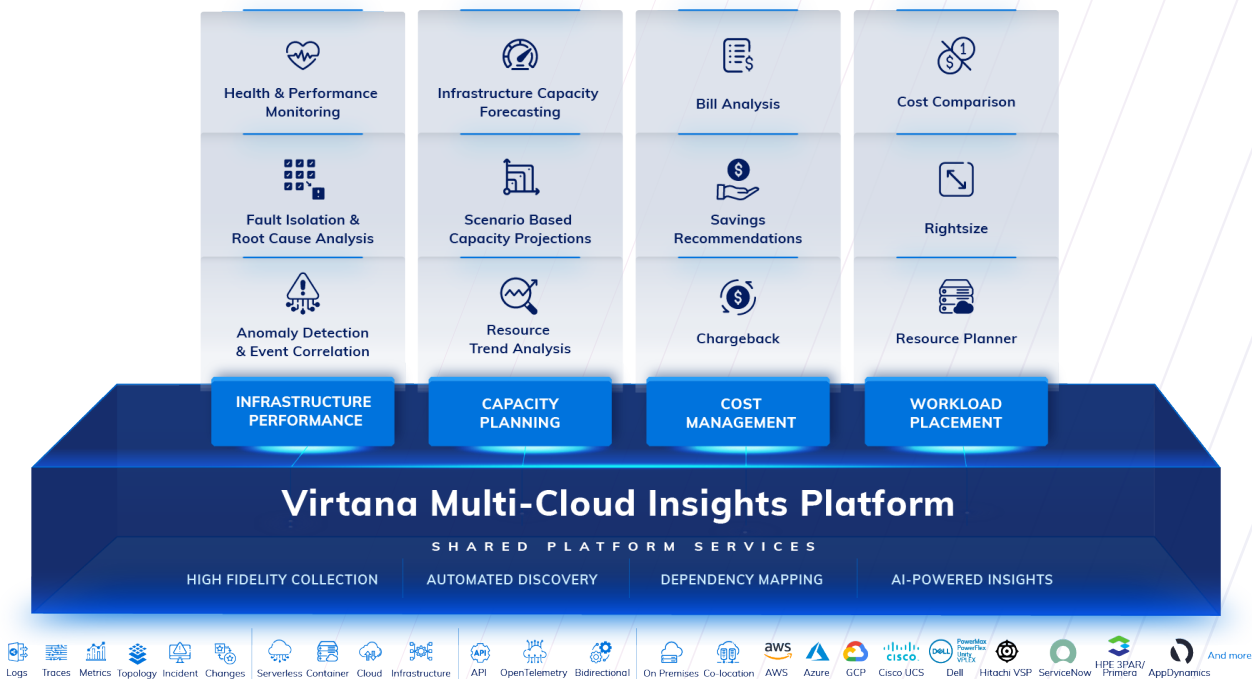 Health & Performance
Monitoring
Infrastructure Capacity
Forecasting
Bill Analysis
Cost Comparison
Fault Isolation &
Root Cause Analysis
Scenario Based
Capacity Projections
Savings
Recommendations
Rightsize
Anomaly Detection
& Event Correlation
Resource
Trend Analysis
Chargeback
Resource Planner
INFRASTRUCTURE
PERFORMANCE
CAPACITY
PLANNING
COST
MANAGEMENT
WORKLOAD
PLACEMENT
Virtana Multi-Cloud Insights Platform
SHARED PLATFORM SERVICES
HIGH FIDELITY COLLECTION
AUTOMATED DISCOVERY
DEPENDENCY MAPPING
AI-POWERED INSIGHTS
Logs
Traces
Metrics
Topology
Incident
Changes
Serverless
Container
Cloud
Infrastructure
API
API
OpenTelemetry
Bidirectional
On Premises
Co-location
aws
AWS
Azure
GCP
CISCO
Cisco UCS
DELL
PowerMax
PowerFlex
Unity
VPLEX
Dell
Hitachi VSP
ServiceNow
HPE 3PAR/
Primera
AppDynamics
And more